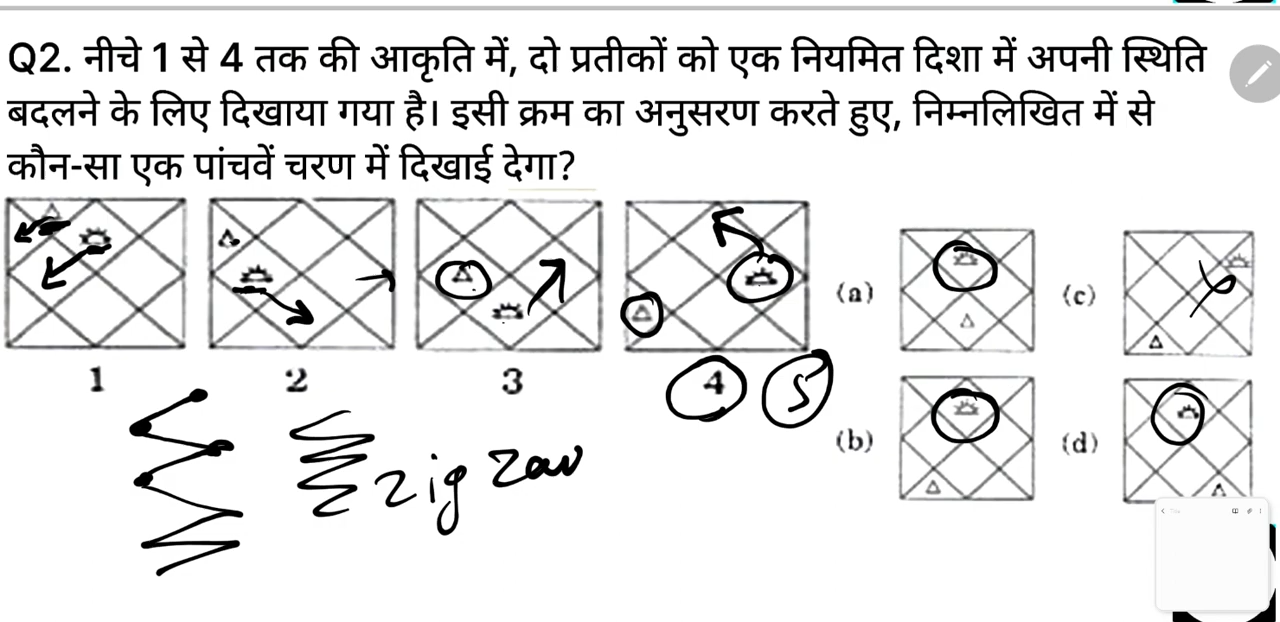 Q2. नीचे 1 से 4 तक की आकृति में, दो प्रतीकों को एक नियमित दिशा में अपनी स्थिति
बदलने के लिए दिखाया गया है। इसी क्रम का अनुसरण करते हुए, निम्नलिखित में से
कौन-सा एक पांचवें चरण में दिखाई देगा?
(a) (c)
1 2 3 4 5
(b) (d)
zig